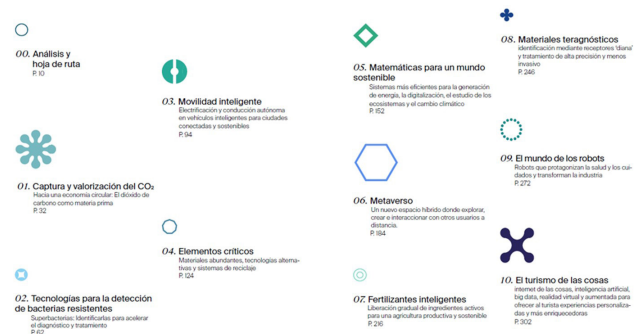 00. Análisis y
hoja de ruta
P. 10
01. Captura y valorización del CO₂
Hacia una economía circular: El dióxido de
carbono como materia prima
P. 32
02. Tecnologías para la detección
de bacterias resistentes
Superbacterias: Identificarlas para acelerar
el diagnóstico y tratamiento
P. 62
03. Movilidad inteligente
Electrificación y conducción autónoma
en vehículos inteligentes para ciudades
conectadas y sostenibles
P. 94
04. Elementos críticos
Materiales abundantes, tecnologías alterna-
tivas y sistemas de reciclaje
P. 124
05. Matemáticas para un mundo
sostenible
Sistemas más eficientes para la generación
de energía, la digitalización, el estudio de los
ecosistemas y el cambio climático
P. 152
06. Metaverso
Un nuevo espacio híbrido donde explorar,
crear e interaccionar con otros usuarios a
distancia.
P. 184
07. Fertilizantes inteligentes
Liberación gradual de ingredientes activos
para una agricultura productiva y sostenible
P. 216
08. Materiales teragnósticos
identificación mediante receptores 'diana'
y tratamiento de alta precisión y menos
invasivo
P. 246
09. El mundo de los robots
Robots que protagonizan la salud y los cui-
dados y transforman la industria
P. 272
10. El turismo de las cosas
internet de las cosas, inteligencia artificial,
big data, realidad virtual y aumentada para
ofrecer al turista experiencias personaliza-
das y más enriquecedoras
P. 302